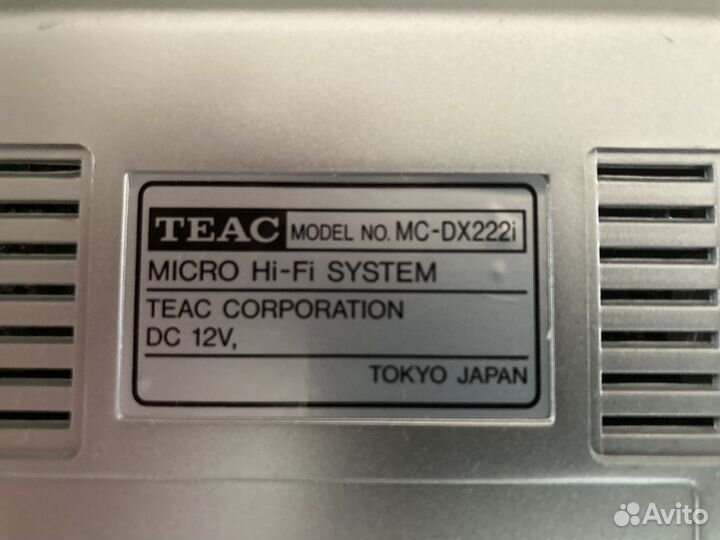 TEAC MODEL NO. MC-DX222i
MICRO Hi-Fi SYSTEM
TEAC CORPORATION
DC 12V,
TOKYO JAPAN
Avito